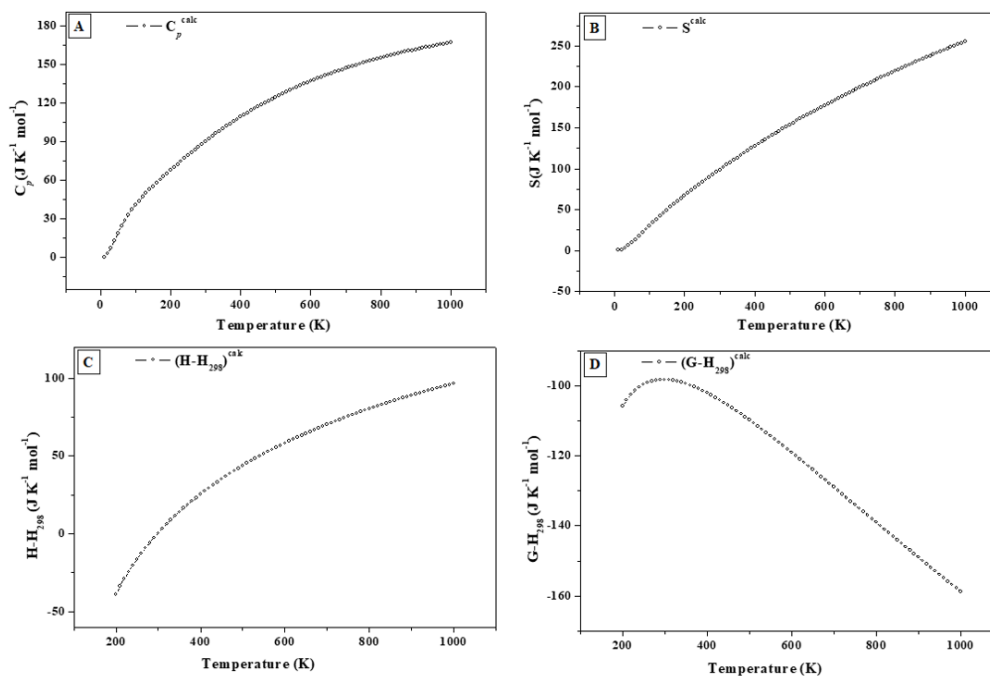 A
C_p^calc
180
150
120
90
60
30
0
C_p(J K^-1 mol^-1)
0 200 400 600 800 1000
Temperature (K)
B
S^calc
250
200
150
100
50
0
-50
S(J K^-1 mol^-1)
0 200 400 600 800 1000
Temperature (K)
C
(H-H_298)^calc
100
50
0
-50
H-H_298 (J K^-1 mol^-1)
200 400 600 800 1000
Temperature (K)
D
(G-H_298)^calc
-100
-120
-140
-160
G-H_298 (J K^-1 mol^-1)
200 400 600 800 1000
Temperature (K)